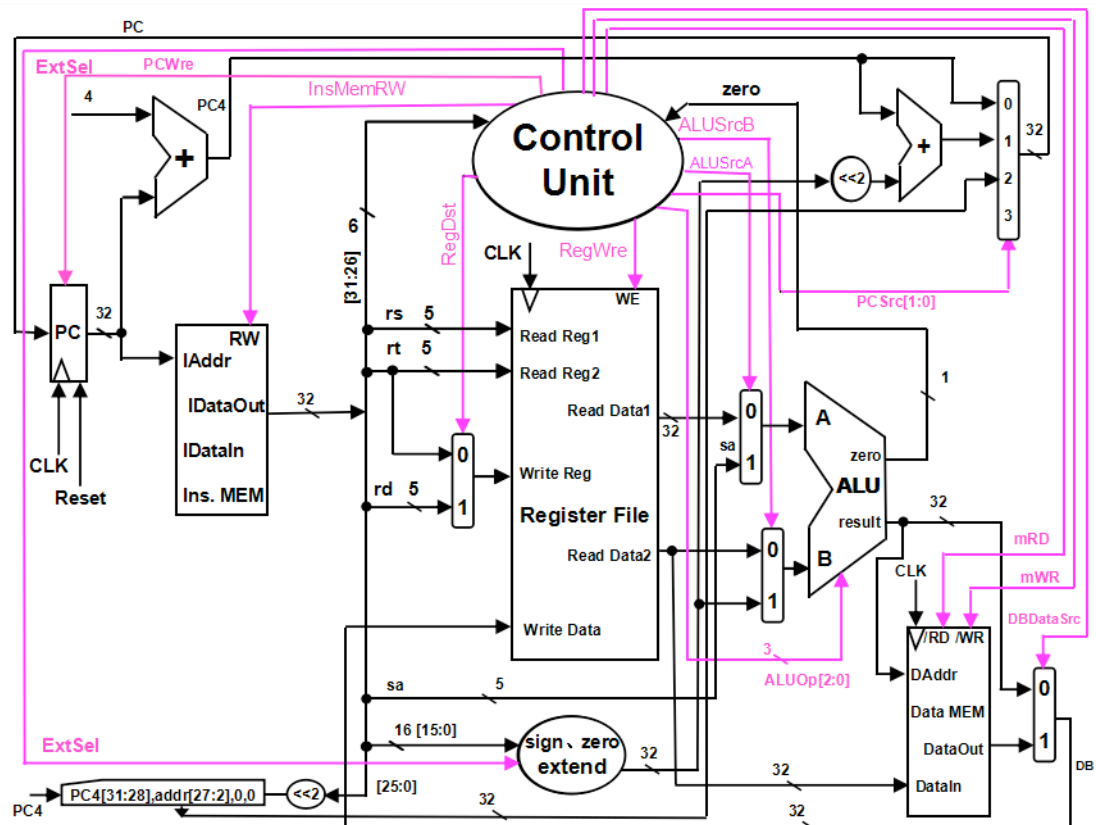 PC
ExtSel
PCWre
InsMemRW
4
PC4
+
Control
Unit
zero
ALUSrcB
ALUSrcA
<<2
+
0
1
2
3
32
6
[31:26]
RegDst
CLK
RegWre
PCSrc[1:0]
PC
32
CLK
Reset
RW
IAddr
IDataOut
IDataIn
Ins. MEM
32
rs 5
rt 5
rd 5
0
1
WE
Read Reg1
Read Reg2
Read Data1
Write Reg
Register File
Read Data2
Write Data
32
sa
0
1
0
1
A
zero
ALU
result
B
1
32
3
ALUOp[2:0]
mRD
mWR
CLK
DBDataSrc
/RD /WR
DAddr
Data MEM
DataOut
DataIn
0
1
DB
sa 5
16 [15:0]
sign、zero
extend
32
32
ExtSel
[25:0]
PC4
PC4[31:28],addr[27:2],0,0
<<2
32
32